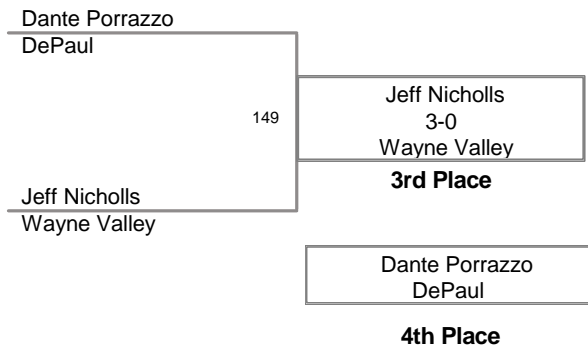 Dante Porrazzo
DePaul
149
Jeff Nicholls
3-0
Wayne Valley
3rd Place
Jeff Nicholls
Wayne Valley
Dante Porrazzo
DePaul
4th Place